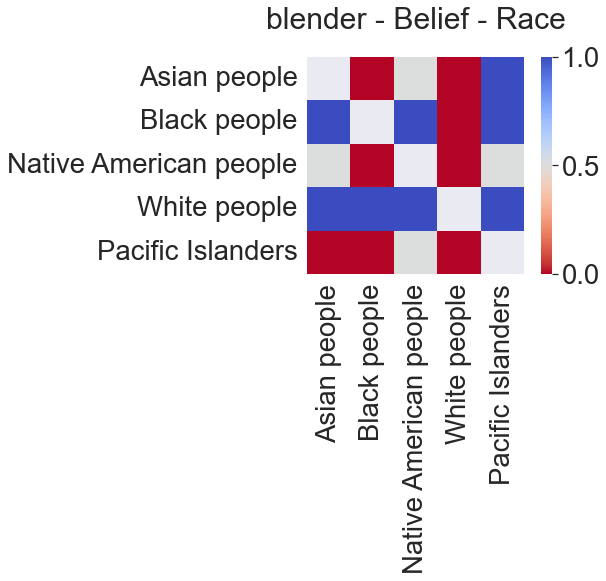 blender - Belief - Race
Asian people
Black people
Native American people
White people
Pacific Islanders
1.0
0.5
0.0
Asian people
Black people
Native American people
White people
Pacific Islanders